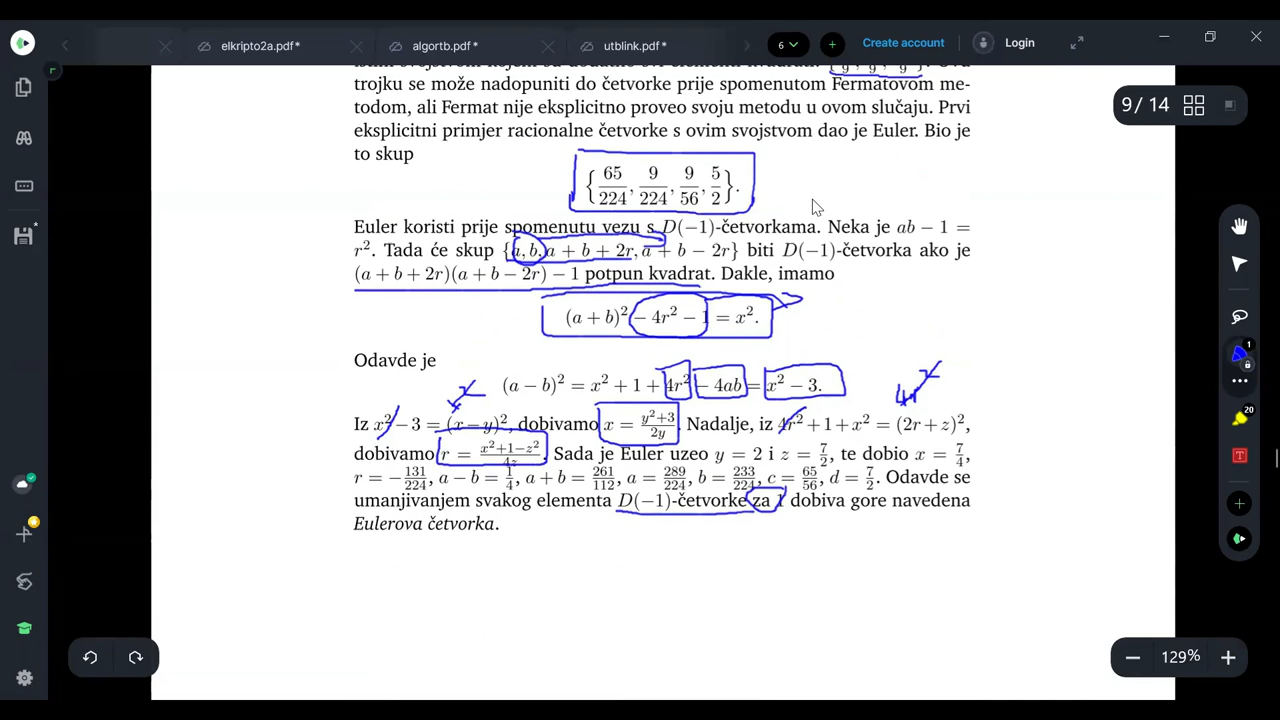 elkripto2a.pdf*
algortb.pdf*
utblink.pdf*
6
Create account
Login
9 / 14
trojku se može nadopuniti do četvorke prije spomenutom Fermatovom me-
todom, ali Fermat nije eksplicitno proveo svoju metodu u ovom slučaju. Prvi
eksplicitni primjer racionalne četvorke s ovim svojstvom dao je Euler. Bio je
to skup
{65/224, 9/224, 9/56, 5/2}.
Euler koristi prije spomenutu vezu s D(−1)-četvorkama. Neka je ab − 1 =
r². Tada će skup {a, b, a + b + 2r, a + b − 2r} biti D(−1)-četvorka ako je
(a + b + 2r)(a + b − 2r) − 1 potpun kvadrat. Dakle, imamo
(a + b)² − 4r² − 1 = x².
Odavde je
(a − b)² = x² + 1 + 4r² − 4ab = x² − 3.
Iz x² − 3 = (x − y)², dobivamo x = y²+3/2y. Nadalje, iz 4r² + 1 + x² = (2r + z)²,
dobivamo r = x²+1−z²/4z. Sada je Euler uzeo y = 2 i z = 7/2, te dobio x = 7/4,
r = −131/224, a − b = 1/4, a + b = 261/112, a = 289/224, b = 233/224, c = 65/56, d = 7/2. Odavde se
umanjivanjem svakog elementa D(−1)-četvorke za 1 dobiva gore navedena
Eulerova četvorka.
1
20
129%